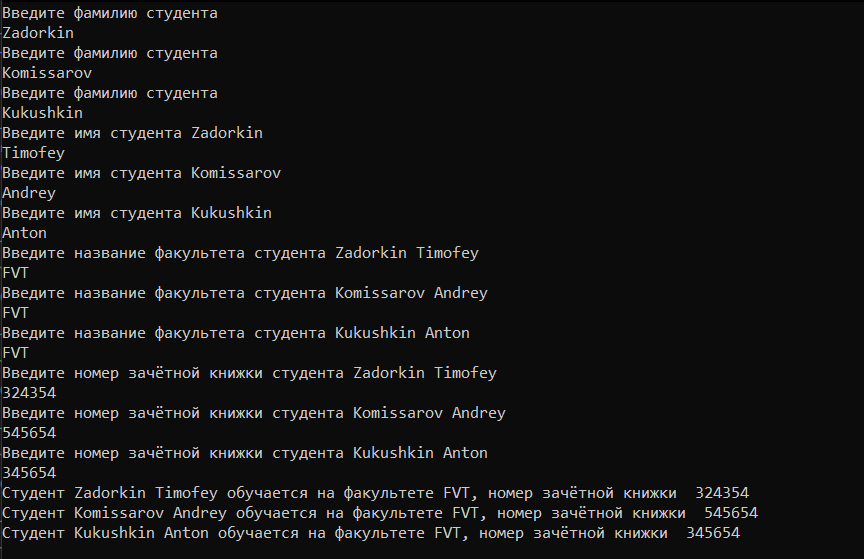 Введите фамилию студента
Zadorkin
Введите фамилию студента
Komissarov
Введите фамилию студента
Kukushkin
Введите имя студента Zadorkin
Timofey
Введите имя студента Komissarov
Andrey
Введите имя студента Kukushkin
Anton
Введите название факультета студента Zadorkin Timofey
FVT
Введите название факультета студента Komissarov Andrey
FVT
Введите название факультета студента Kukushkin Anton
FVT
Введите номер зачётной книжки студента Zadorkin Timofey
324354
Введите номер зачётной книжки студента Komissarov Andrey
545654
Введите номер зачётной книжки студента Kukushkin Anton
345654
Студент Zadorkin Timofey обучается на факультете FVT, номер зачётной книжки  324354
Студент Komissarov Andrey обучается на факультете FVT, номер зачётной книжки  545654
Студент Kukushkin Anton обучается на факультете FVT, номер зачётной книжки  345654